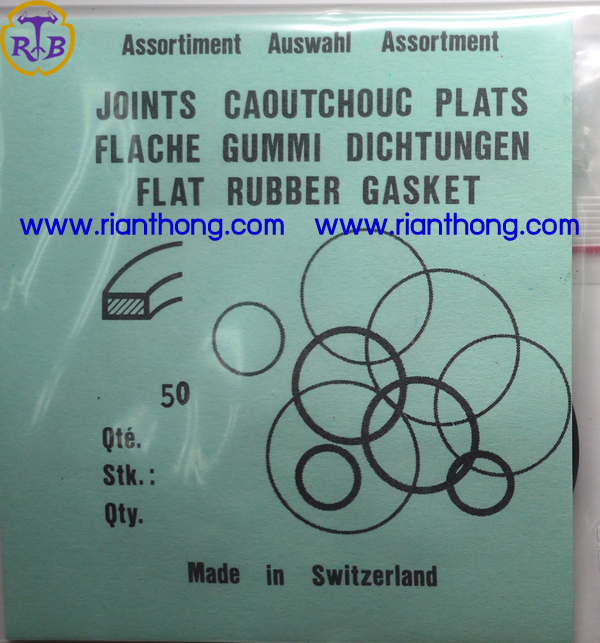 RTB
Assortiment Auswahl Assortment
JOINTS CAOUTCHOUC PLATS
FLACHE GUMMI DICHTUNGEN
FLAT RUBBER GASKET
www.rianthong.com www.rianthong.com
50
Qté.
Stk.:
Qty.
Made in Switzerland